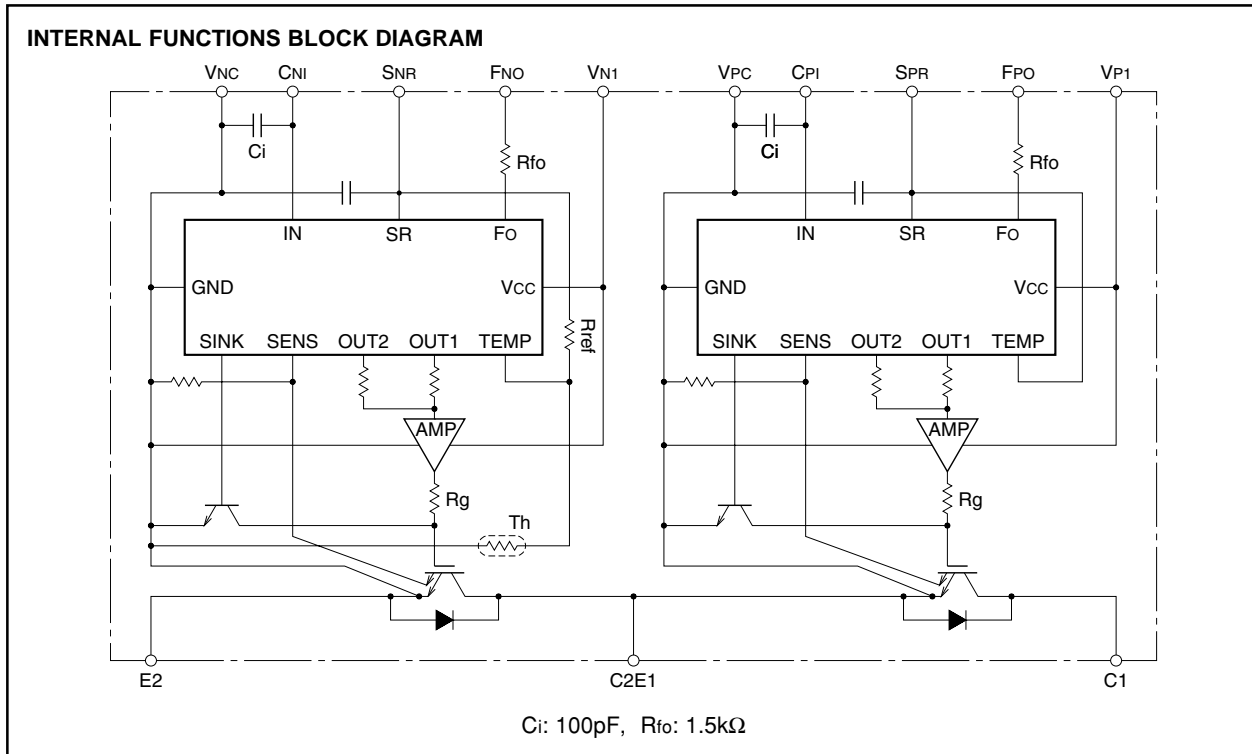 INTERNAL FUNCTIONS BLOCK DIAGRAM
VNC CNI SNR FNO VN1 VPC CPI SPR FPO VP1
Ci Rfo Ci Rfo
IN SR FO IN SR FO
GND VCC GND VCC
Rref
SINK SENS OUT2 OUT1 TEMP SINK SENS OUT2 OUT1 TEMP
AMP AMP
Rg Rg
Th
E2 C2E1 C1
Ci: 100pF, Rfo: 1.5kΩ